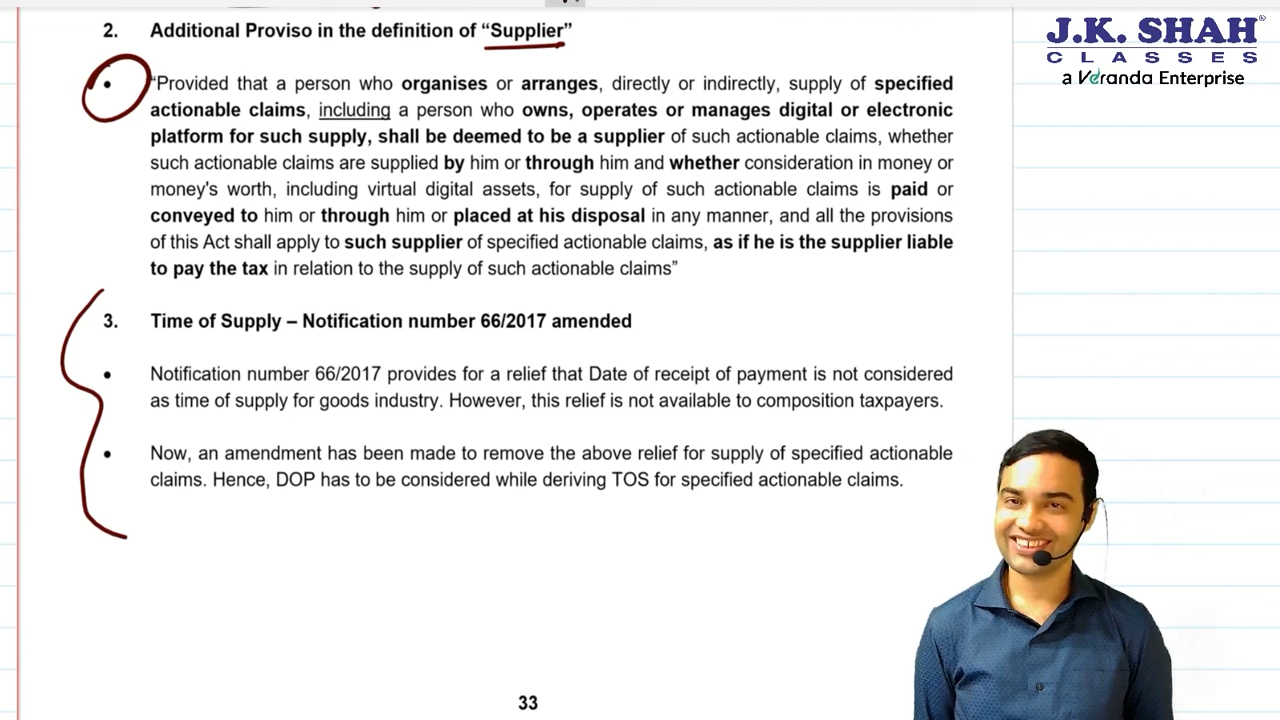 J.K. SHAH®
CLASSES
a Veranda Enterprise
2. Additional Proviso in the definition of “Supplier”
• “Provided that a person who organises or arranges, directly or indirectly, supply of specified
actionable claims, including a person who owns, operates or manages digital or electronic
platform for such supply, shall be deemed to be a supplier of such actionable claims, whether
such actionable claims are supplied by him or through him and whether consideration in money or
money's worth, including virtual digital assets, for supply of such actionable claims is paid or
conveyed to him or through him or placed at his disposal in any manner, and all the provisions
of this Act shall apply to such supplier of specified actionable claims, as if he is the supplier liable
to pay the tax in relation to the supply of such actionable claims”
3. Time of Supply – Notification number 66/2017 amended
• Notification number 66/2017 provides for a relief that Date of receipt of payment is not considered
as time of supply for goods industry. However, this relief is not available to composition taxpayers.
• Now, an amendment has been made to remove the above relief for supply of specified actionable
claims. Hence, DOP has to be considered while deriving TOS for specified actionable claims.
33